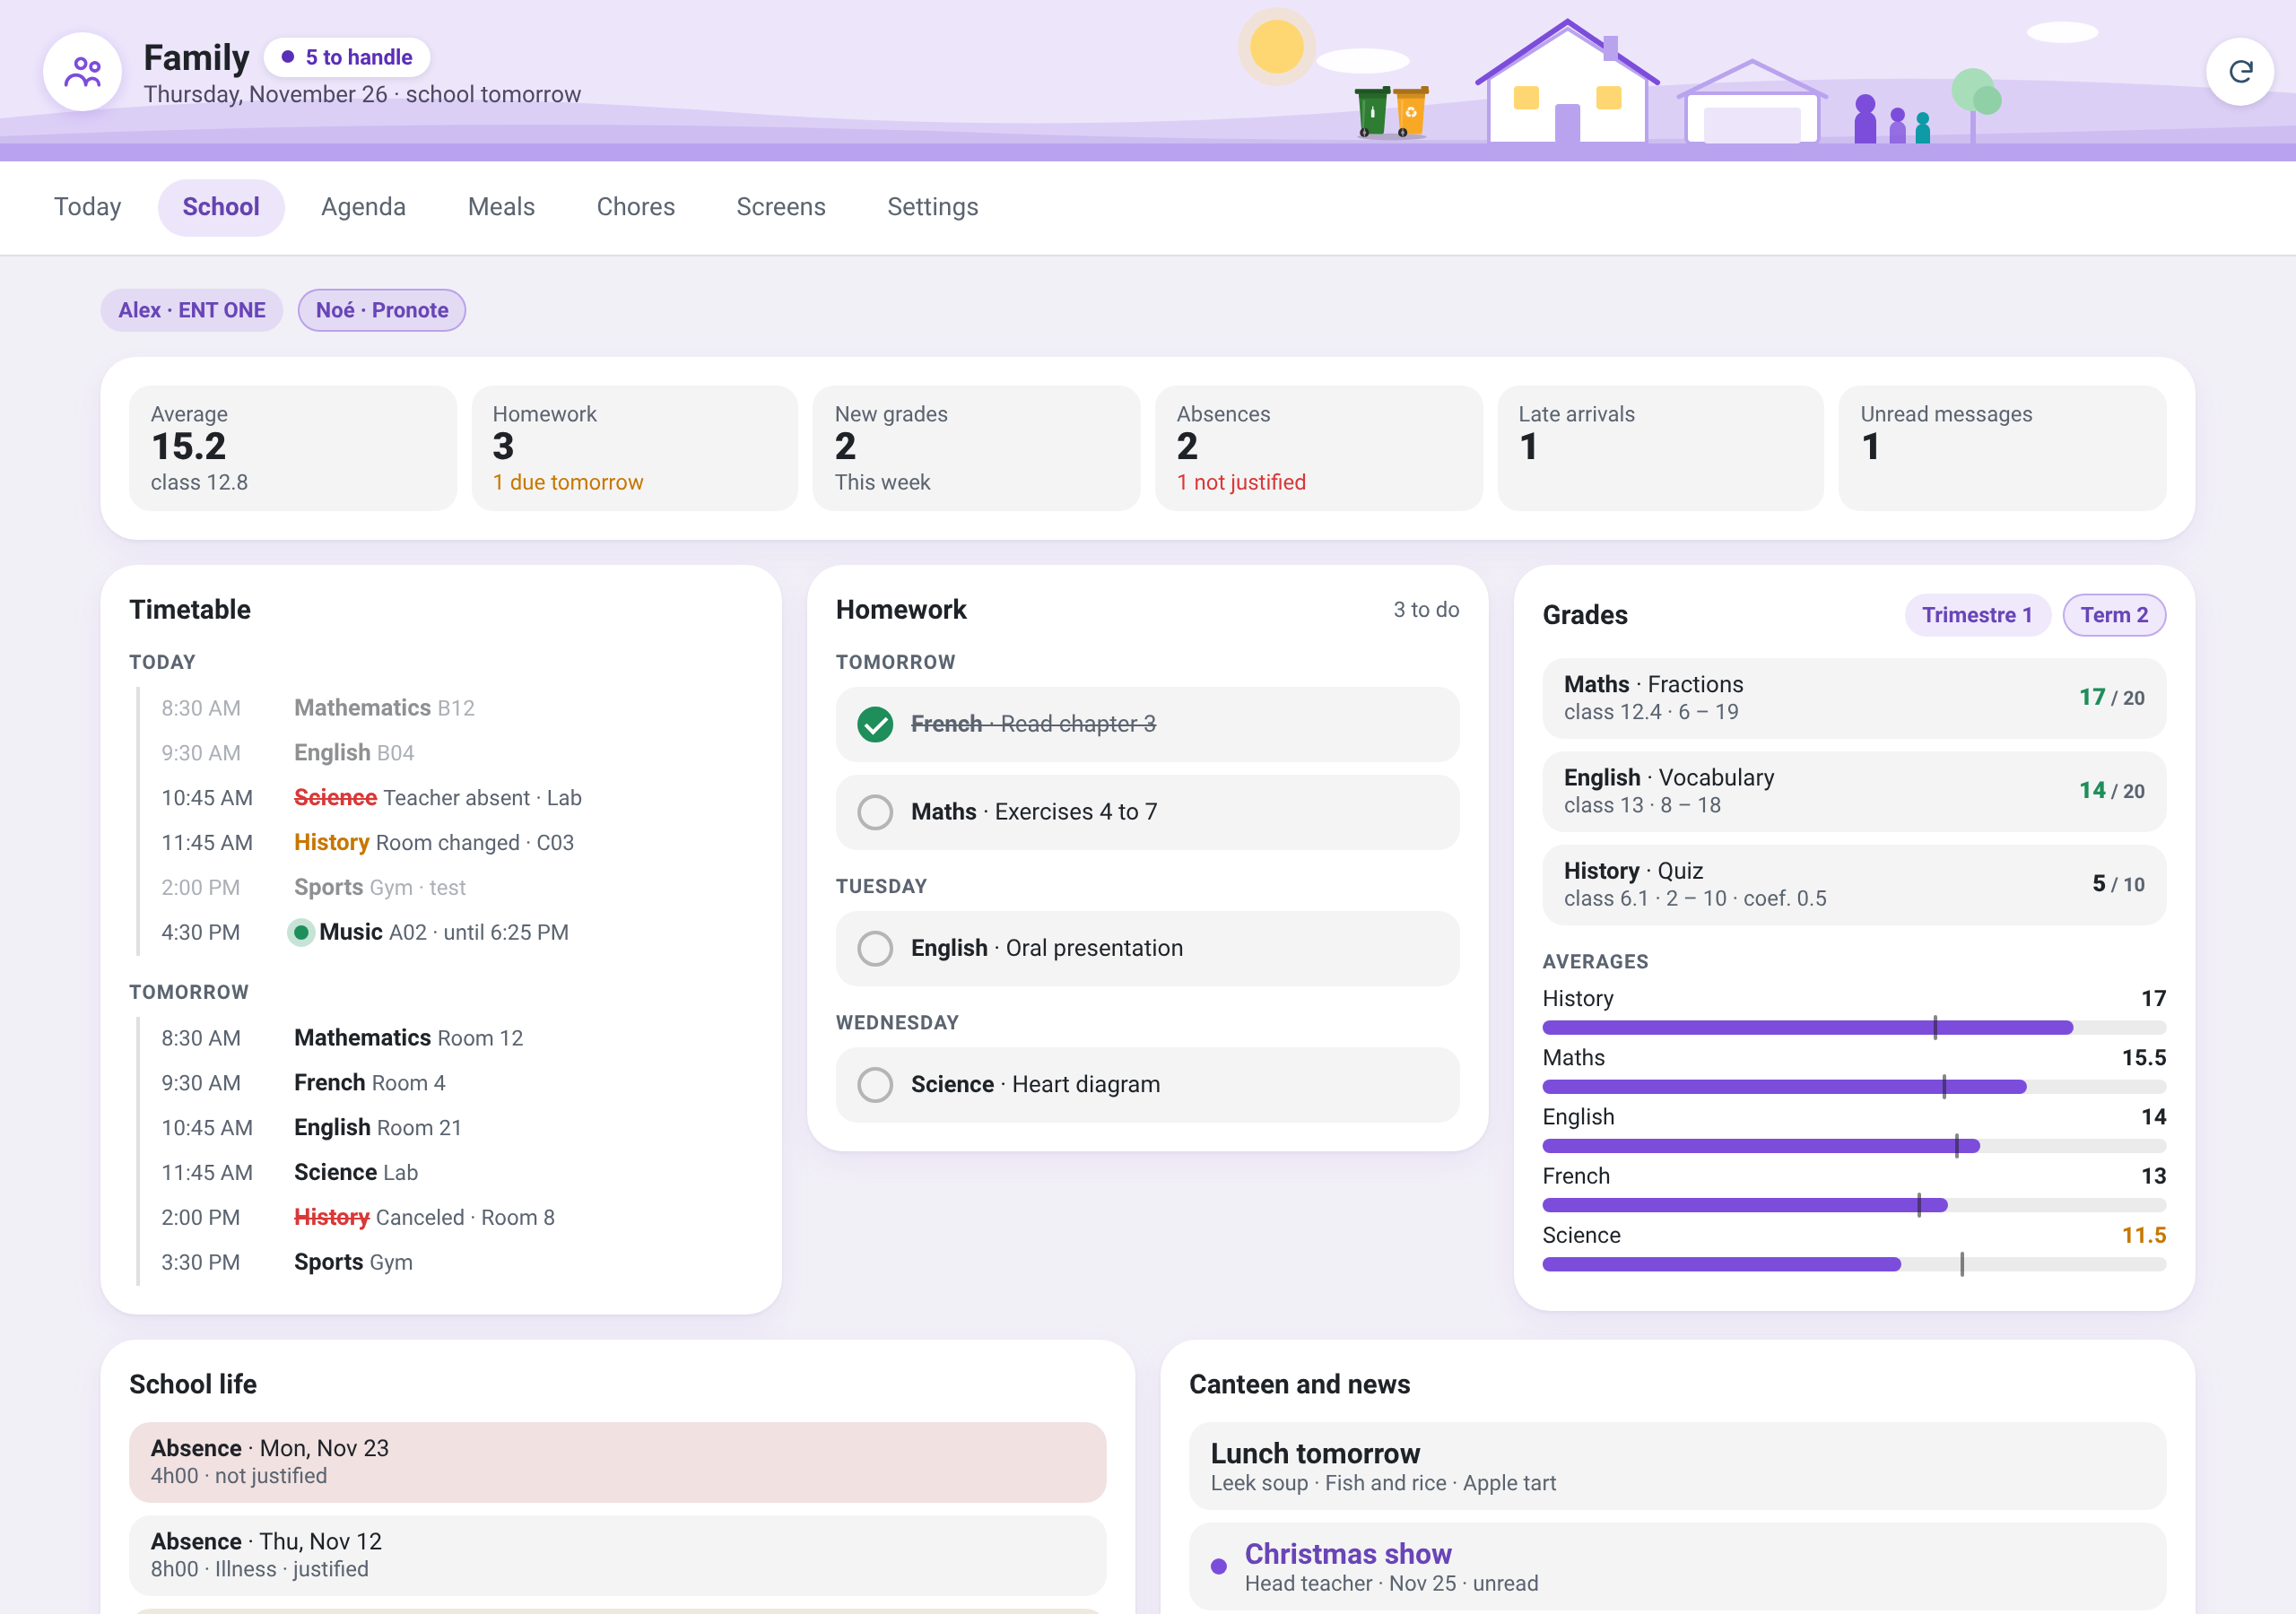 Family
5 to handle
Thursday, November 26 · school tomorrow
Today
School
Agenda
Meals
Chores
Screens
Settings
Alex · ENT ONE
Noé · Pronote
Average
15.2
class 12.8
Homework
3
1 due tomorrow
New grades
2
This week
Absences
2
1 not justified
Late arrivals
1
Unread messages
1
Timetable
TODAY
8:30 AM Mathematics B12
9:30 AM English B04
10:45 AM Science Teacher absent · Lab
11:45 AM History Room changed · C03
2:00 PM Sports Gym · test
4:30 PM Music A02 · until 6:25 PM
TOMORROW
8:30 AM Mathematics Room 12
9:30 AM French Room 4
10:45 AM English Room 21
11:45 AM Science Lab
2:00 PM History Canceled · Room 8
3:30 PM Sports Gym
Homework
3 to do
TOMORROW
French · Read chapter 3
Maths · Exercises 4 to 7
TUESDAY
English · Oral presentation
WEDNESDAY
Science · Heart diagram
Grades
Trimestre 1
Term 2
Maths · Fractions
class 12.4 · 6 – 19
17 / 20
English · Vocabulary
class 13 · 8 – 18
14 / 20
History · Quiz
class 6.1 · 2 – 10 · coef. 0.5
5 / 10
AVERAGES
History 17
Maths 15.5
English 14
French 13
Science 11.5
School life
Absence · Mon, Nov 23
4h00 · not justified
Absence · Thu, Nov 12
8h00 · Illness · justified
Canteen and news
Lunch tomorrow
Leek soup · Fish and rice · Apple tart
Christmas show
Head teacher · Nov 25 · unread